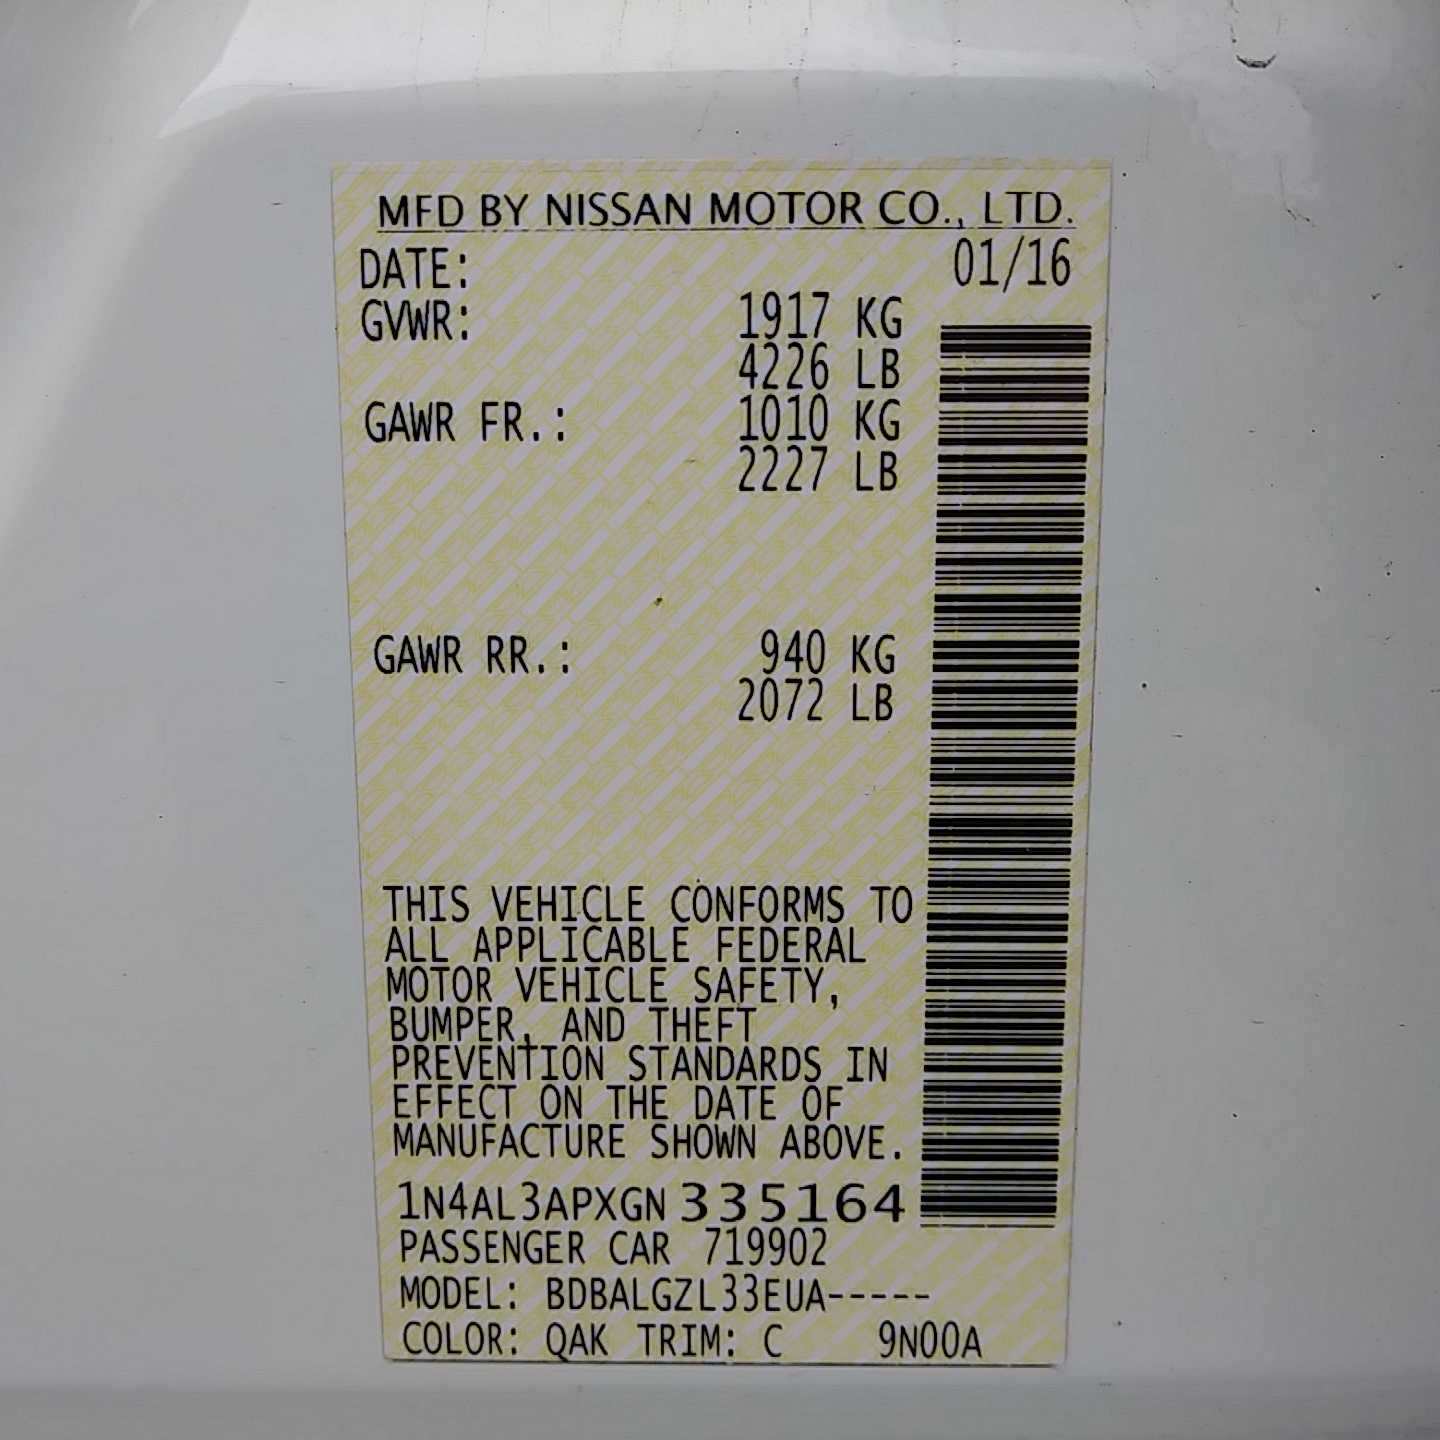 MFD BY NISSAN MOTOR CO., LTD.
DATE: 01/16
GVWR: 1917 KG
4226 LB
GAWR FR.: 1010 KG
2227 LB
GAWR RR.: 940 KG
2072 LB
THIS VEHICLE CONFORMS TO
ALL APPLICABLE FEDERAL
MOTOR VEHICLE SAFETY,
BUMPER, AND THEFT
PREVENTION STANDARDS IN
EFFECT ON THE DATE OF
MANUFACTURE SHOWN ABOVE.
1N4AL3APXGN335164
PASSENGER CAR 719902
MODEL: BDBALGZL33EUA-----
COLOR: QAK TRIM: C 9N00A